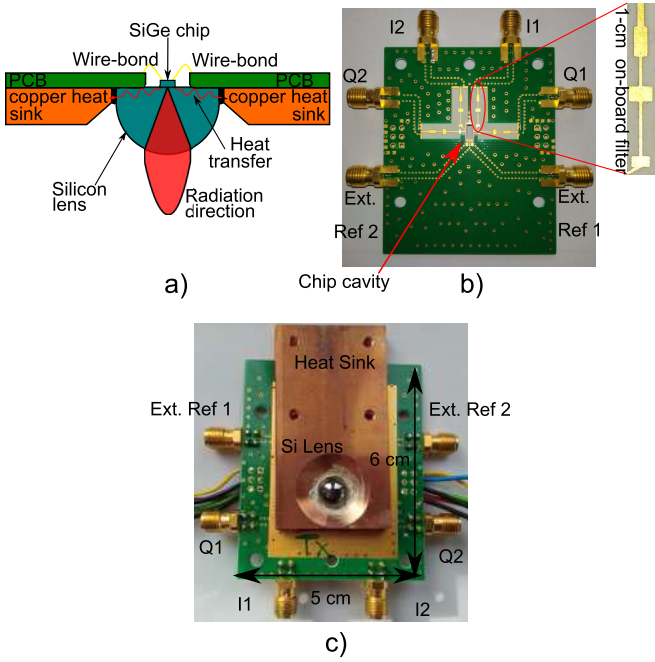 SiGe chip
Wire-bond
Wire-bond
PCB
PCB
copper heat
sink
copper heat
sink
Heat
transfer
Silicon
lens
Radiation
direction
a)
I2
I1
Q2
Q1
Ext.
Ref 2
Ext.
Ref 1
Chip cavity
1-cm on-board filter
b)
Heat Sink
Ext. Ref 1
Ext. Ref 2
Si Lens
6 cm
Q1
Q2
Tx
I1
5 cm
I2
c)